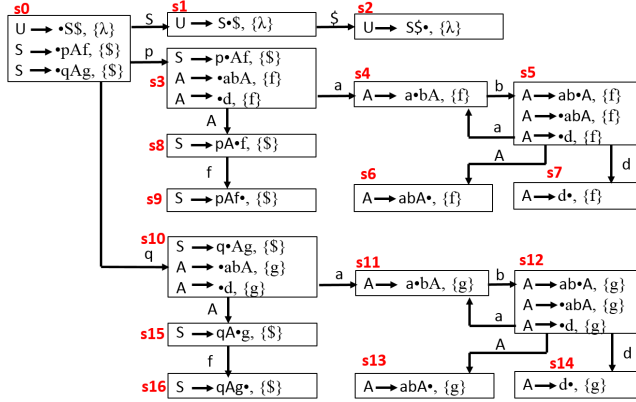 s0
U → •S$, {λ}
S → •pAf, {$}
S → •qAg, {$}
S
s1
U → S•$, {λ}
$
s2
U → S$•, {λ}
p
s3
S → p•Af, {$}
A → •abA, {f}
A → •d, {f}
a
s4
A → a•bA, {f}
b
a
s5
A → ab•A, {f}
A → •abA, {f}
A → •d, {f}
A
s8
S → pA•f, {$}
A
s6
A → abA•, {f}
d
s7
A → d•, {f}
f
s9
S → pAf•, {$}
q
s10
S → q•Ag, {$}
A → •abA, {g}
A → •d, {g}
a
s11
A → a•bA, {g}
b
a
s12
A → ab•A, {g}
A → •abA, {g}
A → •d, {g}
A
s15
S → qA•g, {$}
A
s13
A → abA•, {g}
d
s14
A → d•, {g}
f
s16
S → qAg•, {$}